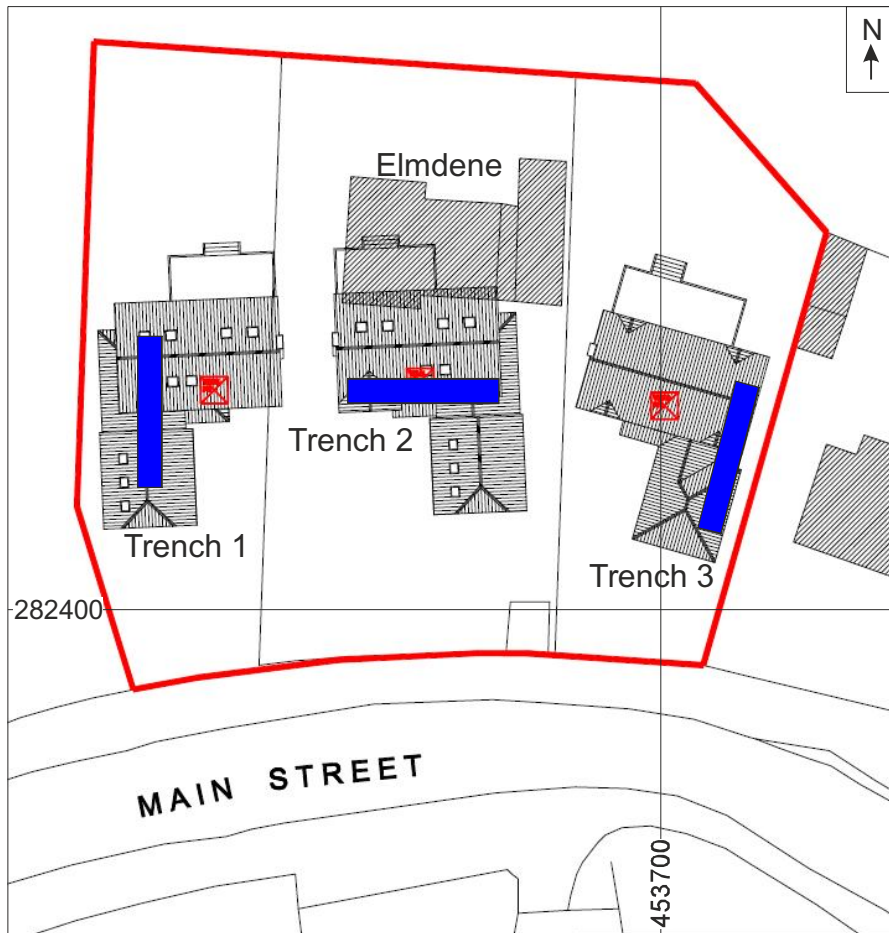 N
Elmdene
Trench 2
Trench 1
Trench 3
282400
MAIN STREET
453700